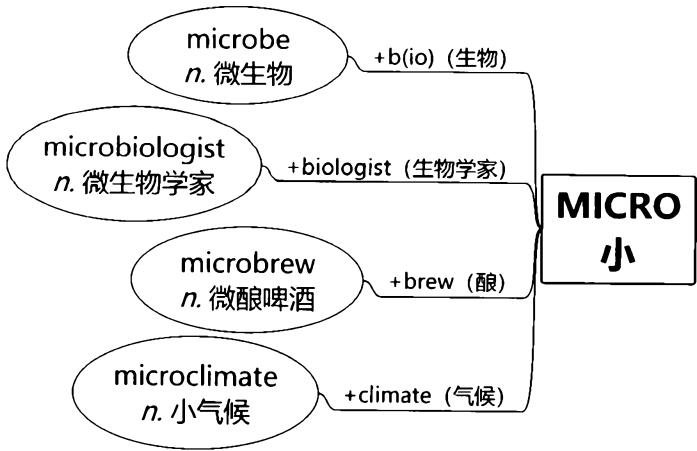 microbe
n. 微生物
+b(io)（生物）
microbiologist
n. 微生物学家
+biologist（生物学家）
MICRO
小
microbrew
n. 微酿啤酒
+brew（酿）
microclimate
n. 小气候
+climate（气候）